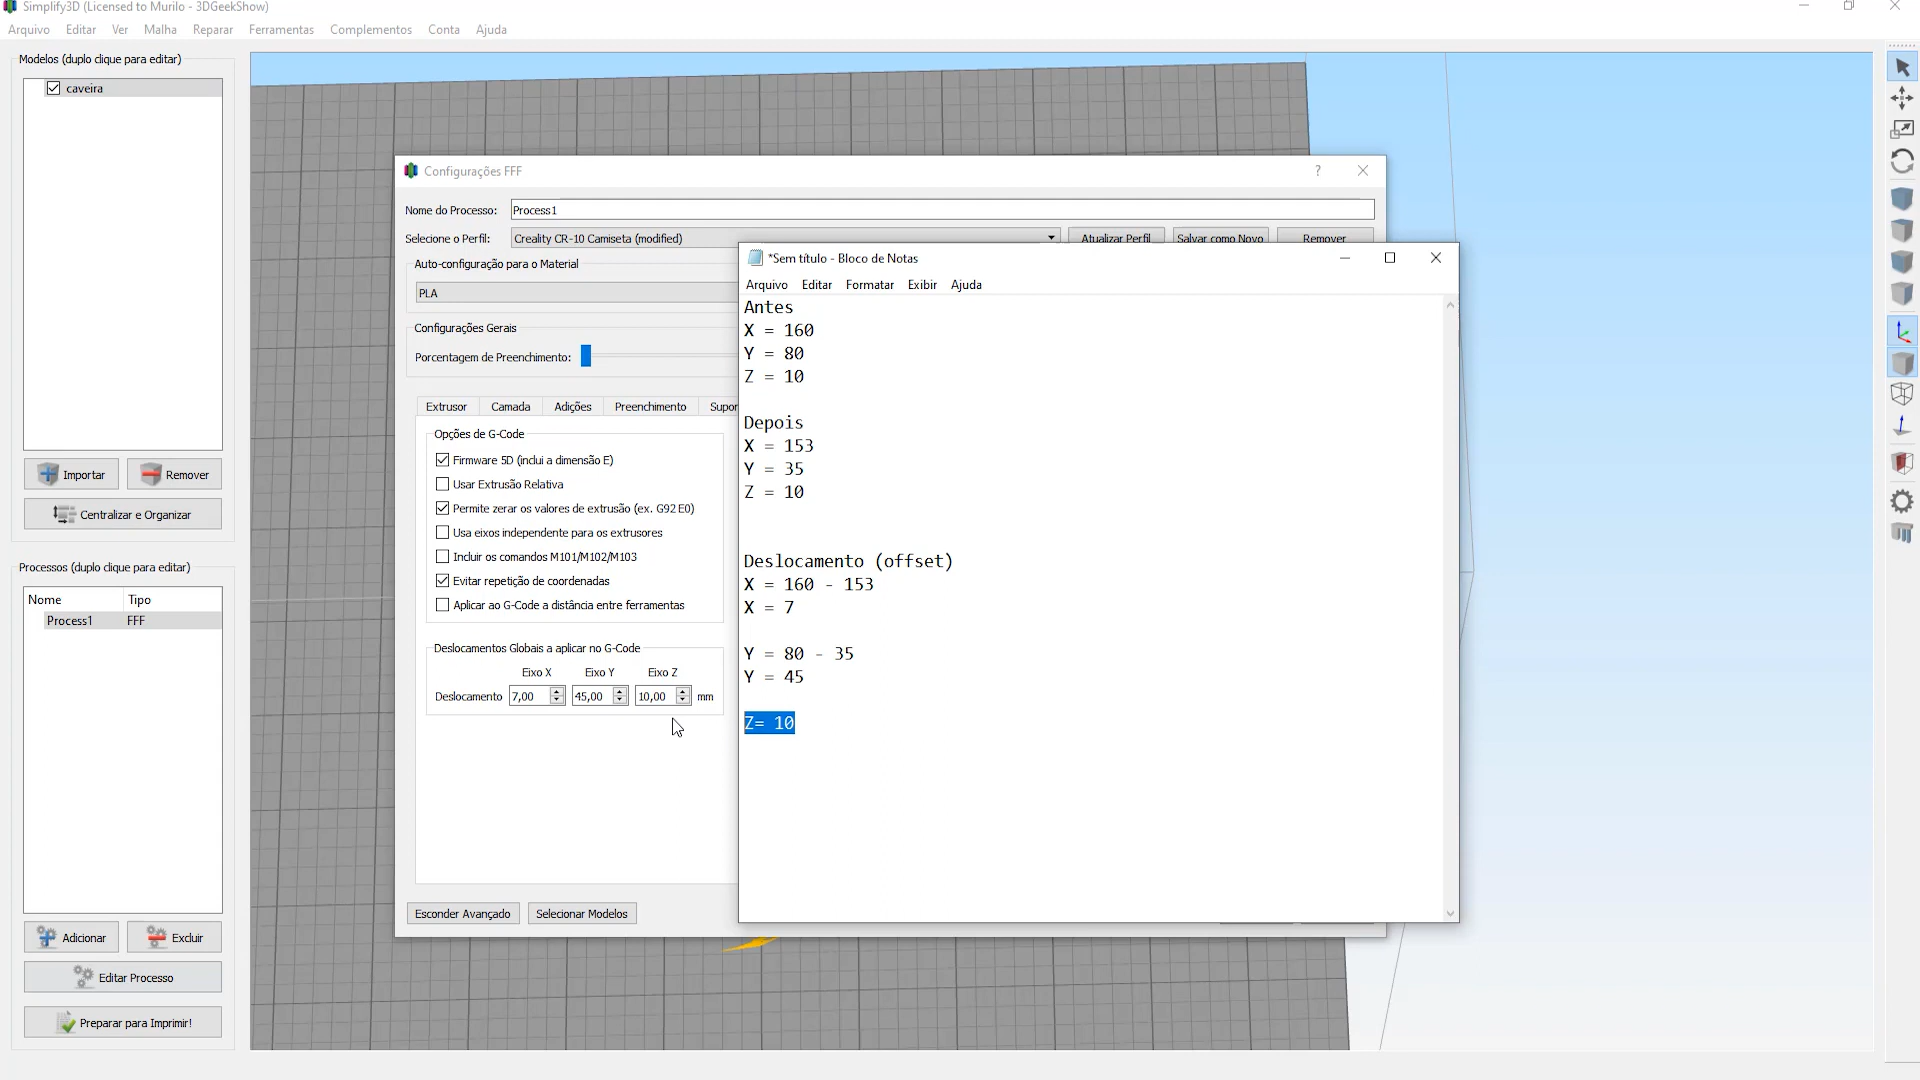 Simplify3D (Licensed to Murilo - 3DGeekShow)
Arquivo Editar Ver Malha Reparar Ferramentas Complementos Conta Ajuda
Modelos (duplo clique para editar)
caveira
Importar Remover
Centralizar e Organizar
Processos (duplo clique para editar)
Nome Tipo
Process1 FFF
Adicionar Excluir
Editar Processo
Preparar para Imprimir!
Configurações FFF ?
Nome do Processo: Process1
Selecione o Perfil: Creality CR-10 Camiseta (modified) Atualizar Perfil Salvar como Novo Remover
Auto-configuração para o Material
PLA
Configurações Gerais
Porcentagem de Preenchimento:
Extrusor Camada Adições Preenchimento Supor
Opções de G-Code
Firmware 5D (inclui a dimensão E)
Usar Extrusão Relativa
Permite zerar os valores de extrusão (ex. G92 E0)
Usa eixos independente para os extrusores
Incluir os comandos M101/M102/M103
Evitar repetição de coordenadas
Aplicar ao G-Code a distância entre ferramentas
Deslocamentos Globais a aplicar no G-Code
Eixo X Eixo Y Eixo Z
Deslocamento 7,00 45,00 10,00 mm
Esconder Avançado Selecionar Modelos
*Sem título - Bloco de Notas
Arquivo Editar Formatar Exibir Ajuda
Antes
X = 160
Y = 80
Z = 10
Depois
X = 153
Y = 35
Z = 10
Deslocamento (offset)
X = 160 - 153
X = 7
Y = 80 - 35
Y = 45
Z= 10